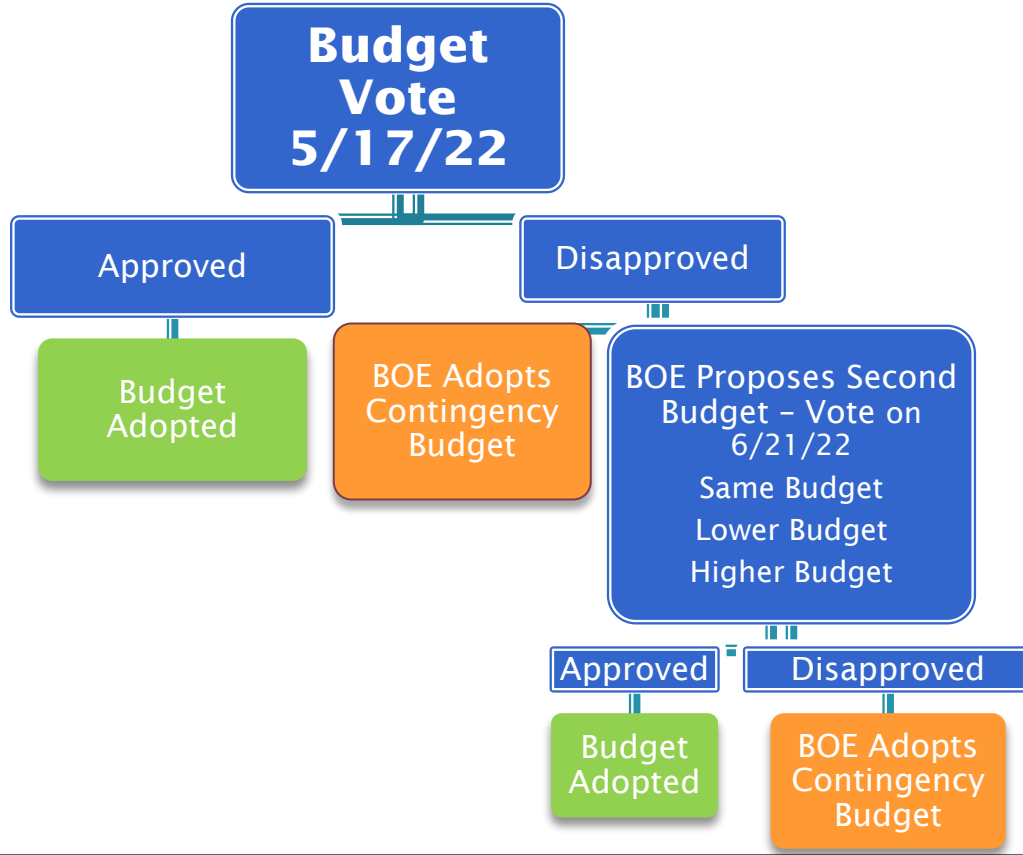 Budget
Vote
5/17/22
Approved
Disapproved
Budget
Adopted
BOE Adopts
Contingency
Budget
BOE Proposes Second
Budget – Vote on
6/21/22
Same Budget
Lower Budget
Higher Budget
Approved
Disapproved
Budget
Adopted
BOE Adopts
Contingency
Budget